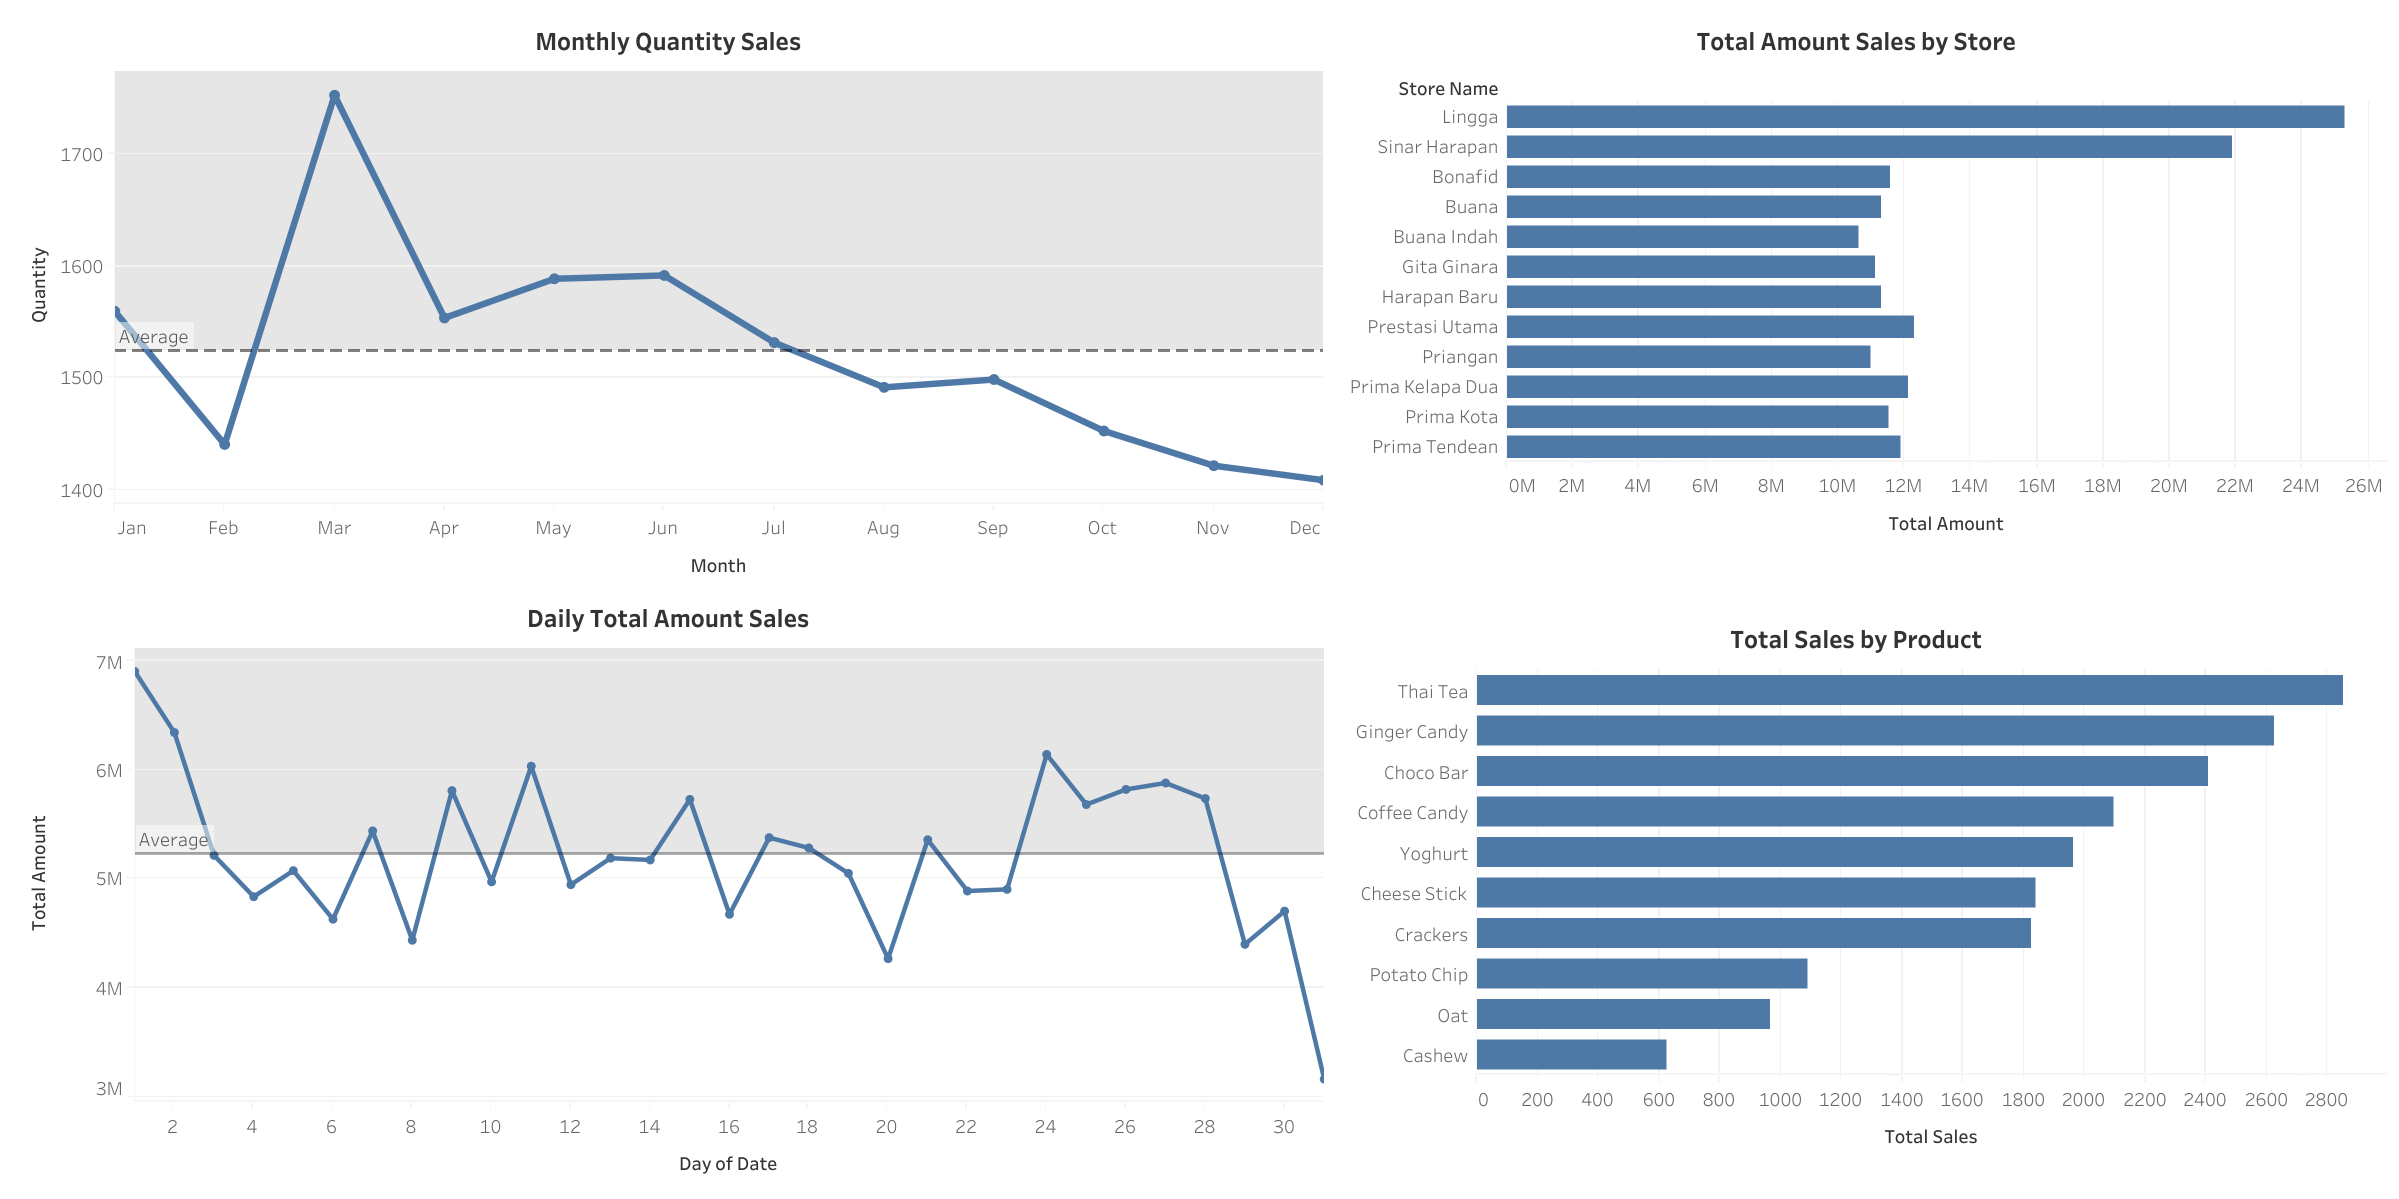 Monthly Quantity Sales
Quantity
1700
1600
1500
1400
Average
Jan Feb Mar Apr May Jun Jul Aug Sep Oct Nov Dec
Month
Total Amount Sales by Store
Store Name
Lingga
Sinar Harapan
Bonafid
Buana
Buana Indah
Gita Ginara
Harapan Baru
Prestasi Utama
Priangan
Prima Kelapa Dua
Prima Kota
Prima Tendean
0M 2M 4M 6M 8M 10M 12M 14M 16M 18M 20M 22M 24M 26M
Total Amount
Daily Total Amount Sales
Total Amount
7M
6M
5M
4M
3M
Average
2 4 6 8 10 12 14 16 18 20 22 24 26 28 30
Day of Date
Total Sales by Product
Thai Tea
Ginger Candy
Choco Bar
Coffee Candy
Yoghurt
Cheese Stick
Crackers
Potato Chip
Oat
Cashew
0 200 400 600 800 1000 1200 1400 1600 1800 2000 2200 2400 2600 2800
Total Sales